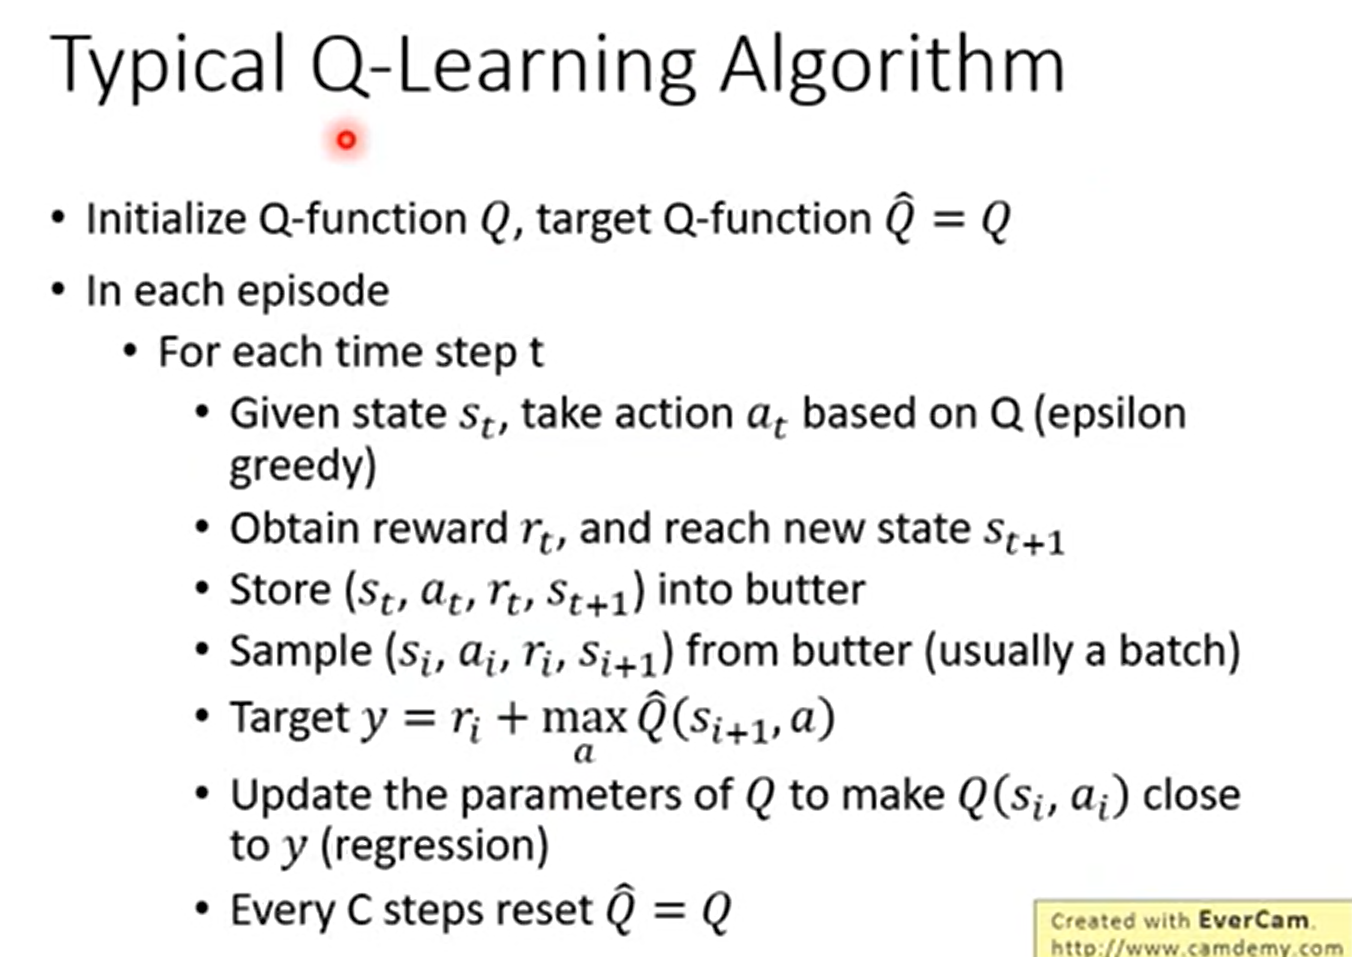 Typical Q-Learning Algorithm
• Initialize Q-function Q, target Q-function Q̂ = Q
• In each episode
• For each time step t
• Given state s_t, take action a_t based on Q (epsilon
greedy)
• Obtain reward r_t, and reach new state s_{t+1}
• Store (s_t, a_t, r_t, s_{t+1}) into butter
• Sample (s_i, a_i, r_i, s_{i+1}) from butter (usually a batch)
• Target y = r_i + max_a Q̂(s_{i+1}, a)
• Update the parameters of Q to make Q(s_i, a_i) close
to y (regression)
• Every C steps reset Q̂ = Q
Created with EverCam.
http://www.camdemy.com